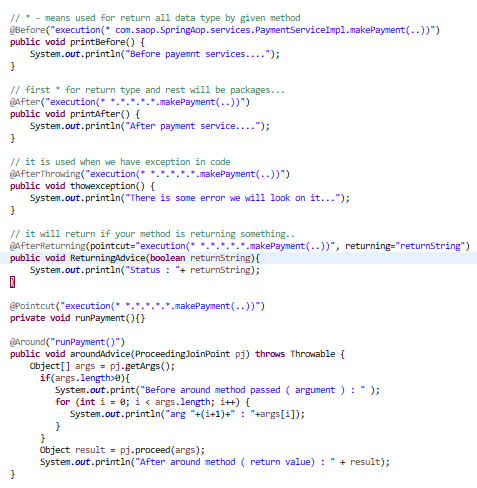 // * - means used for return all data type by given method
@Before("execution(* com.saop.SpringAop.services.PaymentServiceImpl.makePayment(..))")
public void printBefore() {
System.out.println("Before payemnt services....");
}
// first * for return type and rest will be packages...
@After("execution(* *.*.*.*.makePayment(..))")
public void printAfter() {
System.out.println("After payment service....");
}
// it is used when we have exception in code
@AfterThrowing("execution(* *.*.*.*.*.makePayment(..))")
public void thowexception() {
System.out.println("There is some error we will look on it...");
}
// it will return if your method is returning something..
@AfterReturning(pointcut="execution(* *.*.*.*.*.makePayment(..))", returning="returnString")
public void ReturningAdvice(boolean returnString){
System.out.println("Status : "+ returnString);
}
@Pointcut("execution(* *.*.*.*.*.makePayment(..))")
private void runPayment(){}
@Around("runPayment()")
public void aroundAdvice(ProceedingJoinPoint pj) throws Throwable {
Object[] args = pj.getArgs();
if(args.length>0){
System.out.print("Before around method passed ( argument ) : " );
for (int i = 0; i < args.length; i++) {
System.out.println("arg "+(i+1)+" : "+args[i]);
}
}
Object result = pj.proceed(args);
System.out.println("After around method ( return value) : " + result);
}